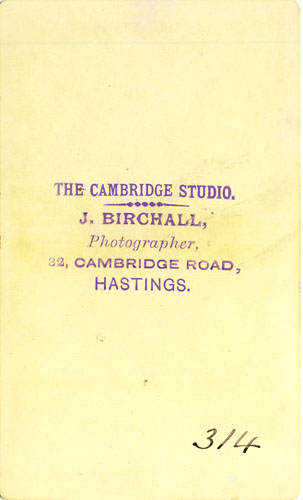 THE CAMBRIDGE STUDIO.
J. BIRCHALL,
Photographer,
32, CAMBRIDGE ROAD,
HASTINGS.
314